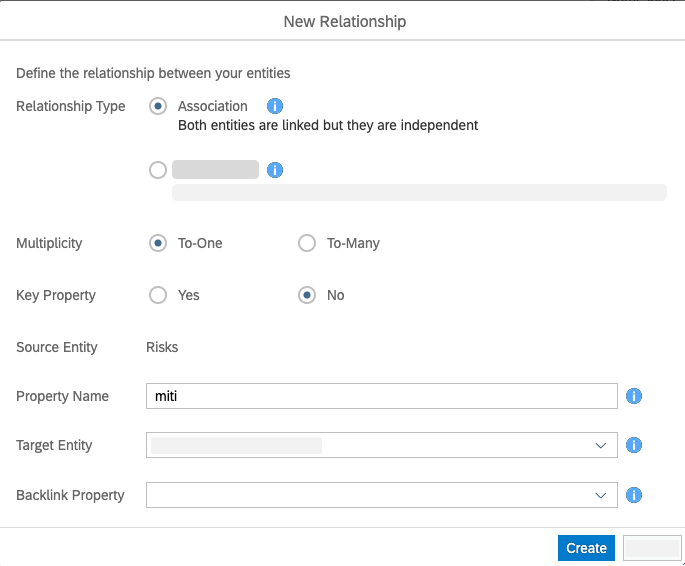 New Relationship
Define the relationship between your entities
Relationship Type Association
Both entities are linked but they are independent
Multiplicity To-One To-Many
Key Property Yes No
Source Entity Risks
Property Name miti
Target Entity
Backlink Property
Create